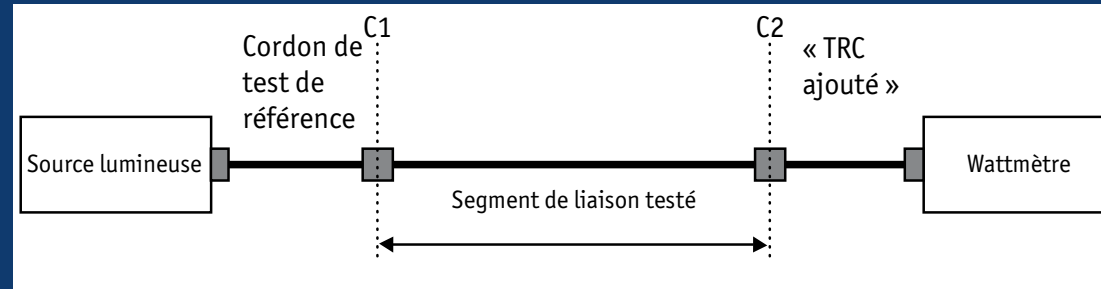 C1
Cordon de
test de
référence
C2
« TRC
ajouté »
Source lumineuse
Segment de liaison testé
Wattmètre